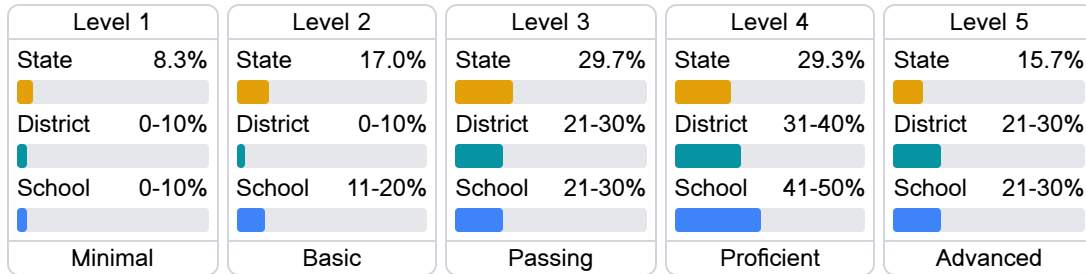 Level 1
State 8.3%
District 0-10%
School 0-10%
Minimal
Level 2
State 17.0%
District 0-10%
School 11-20%
Basic
Level 3
State 29.7%
District 21-30%
School 21-30%
Passing
Level 4
State 29.3%
District 31-40%
School 41-50%
Proficient
Level 5
State 15.7%
District 21-30%
School 21-30%
Advanced